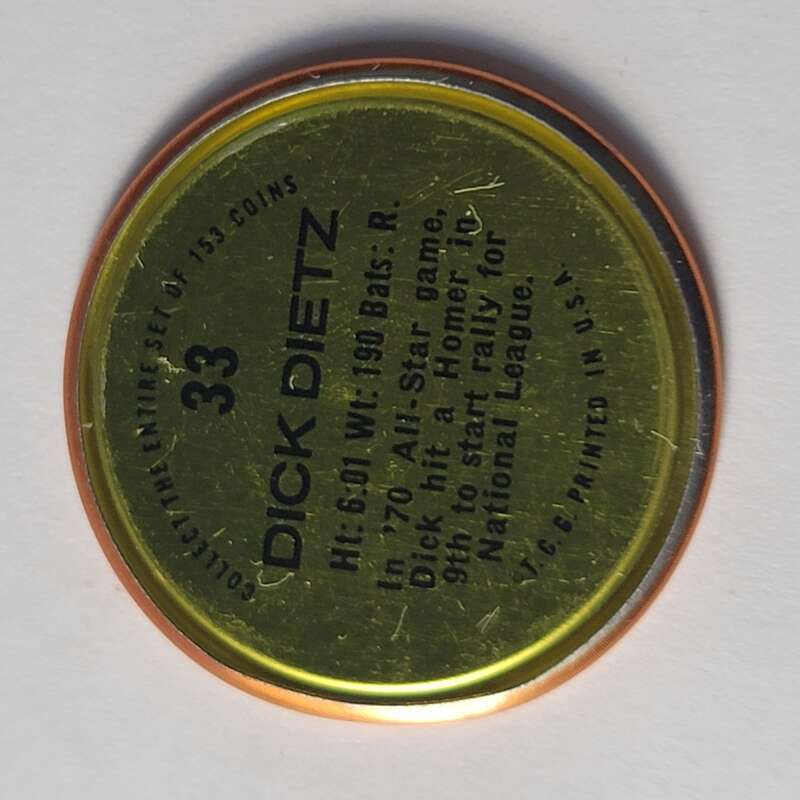 COLLECT THE ENTIRE SET OF 153 COINS
33
DICK DIETZ
Ht: 6:01 Wt: 190 Bats: R.
In '70 All-Star game,
Dick hit a Homer in
9th to start rally for
National League.
T.C.G. PRINTED IN U.S.A.